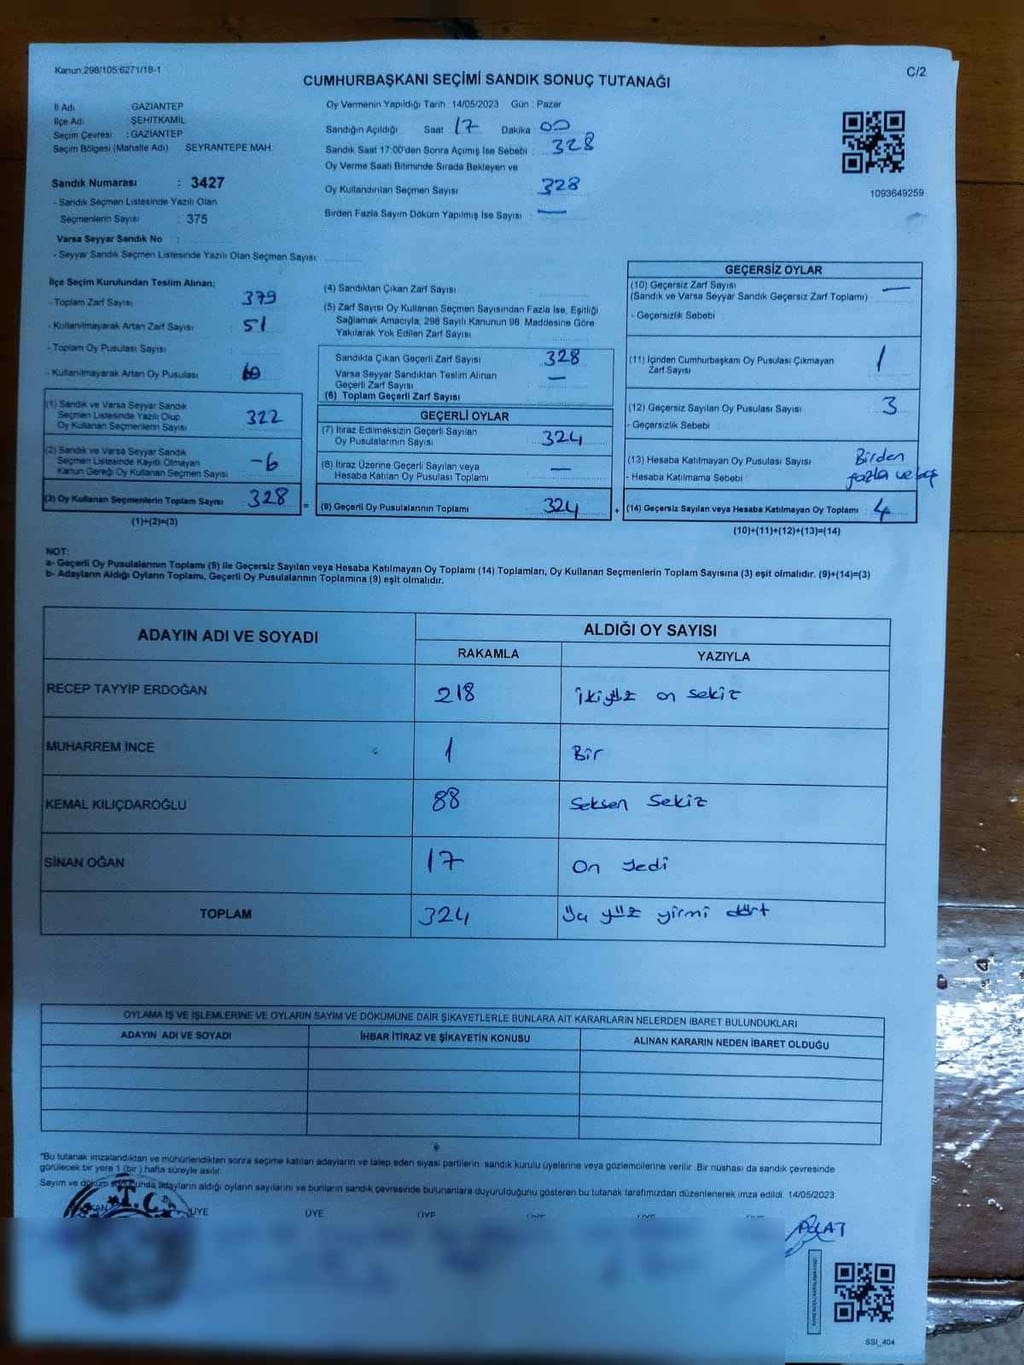 Kanun.298/105.6271/18-1
C/2
CUMHURBAŞKANI SEÇİMİ SANDIK SONUÇ TUTANAĞI
İl Adı GAZİANTEP
İlçe Adı ŞEHİTKAMİL
Seçim Çevresi : GAZİANTEP
Seçim Bölgesi (Mahalle Adı) SEYRANTEPE MAH.
Sandık Numarası : 3427
- Sandık Seçmen Listesinde Yazılı Olan
Seçmenlerin Sayısı : 375
Varsa Seyyar Sandık No :
- Seyyar Sandık Seçmen Listesinde Yazılı Olan Seçmen Sayısı:
Oy Vermenin Yapıldığı Tarih :14/05/2023 Gün : Pazar
Sandığın Açıldığı Saat 17 Dakika 00
Sandık Saat 17:00'den Sonra Açımış İse Sebebi : 328
Oy Verme Saati Bitiminde Sırada Bekleyen ve
Oy Kullandırılan Seçmen Sayısı 328
Birden Fazla Sayım Döküm Yapılmış İse Sayısı —
1093649259
İlçe Seçim Kurulundan Teslim Alınan;
- Toplam Zarf Sayısı 379
- Kullanılmayarak Artan Zarf Sayısı 51
- Toplam Oy Pusulası Sayısı
- Kullanılmayarak Artan Oy Pusulası
(1) Sandık ve Varsa Seyyar Sandık
Seçmen Listesinde Yazılı Olup
Oy Kullanan Seçmenlerin Sayısı 322
(2) Sandık ve Varsa Seyyar Sandık
Seçmen Listesinde Kayıtlı Olmayan
Kanun Gereği Oy Kullanan Seçmen Sayısı -6
(3) Oy Kullanan Seçmenlerin Toplam Sayısı 328
(1)+(2)=(3)
(4) Sandıktan Çıkan Zarf Sayısı
(5) Zarf Sayısı Oy Kullanan Seçmen Sayısından Fazla İse, Eşitliği
Sağlamak Amacıyla; 298 Sayılı Kanunun 98. Maddesine Göre
Yakılarak Yok Edilen Zarf Sayısı
Sandıkta Çıkan Geçerli Zarf Sayısı 328
Varsa Seyyar Sandıktan Teslim Alınan
Geçerli Zarf Sayısı —
(6) Toplam Geçerli Zarf Sayısı
GEÇERLİ OYLAR
(7) İtiraz Edilmeksizin Geçerli Sayılan
Oy Pusulalarının Sayısı 324
(8) İtiraz Üzerine Geçerli Sayılan veya
Hesaba Katılan Oy Pusulası Toplamı —
= (9) Geçerli Oy Pusulalarının Toplamı 324
GEÇERSİZ OYLAR
(10) Geçersiz Zarf Sayısı —
(Sandık ve Varsa Seyyar Sandık Geçersiz Zarf Toplamı)
- Geçersizlik Sebebi
(11) İçinden Cumhurbaşkanı Oy Pusulası Çıkmayan
Zarf Sayısı 1
(12) Geçersiz Sayılan Oy Pusulası Sayısı 3
- Geçersizlik Sebebi
(13) Hesaba Katılmayan Oy Pusulası Sayısı Birden
- Hesaba Katılmama Sebebi : fazla ve boş
+ (14) Geçersiz Sayılan veya Hesaba Katılmayan Oy Toplamı 4
(10)+(11)+(12)+(13)=(14)
NOT:
a- Geçerli Oy Pusulalarının Toplamı (9) ile Geçersiz Sayılan veya Hesaba Katılmayan Oy Toplamı (14) Toplamları, Oy Kullanan Seçmenlerin Toplam Sayısına (3) eşit olmalıdır. (9)+(14)=(3)
b- Adayların Aldığı Oyların Toplamı, Geçerli Oy Pusulalarının Toplamına (9) eşit olmalıdır.
ADAYIN ADI VE SOYADI
ALDIĞI OY SAYISI
RAKAMLA YAZIYLA
RECEP TAYYİP ERDOĞAN 218 İkiyüz on sekiz
MUHARREM İNCE 1 Bir
KEMAL KILIÇDAROĞLU 88 Seksen sekiz
SİNAN OĞAN 17 On yedi
TOPLAM 324 Üç yüz yirmi dört
OYLAMA İŞ VE İŞLEMLERİNE VE OYLARIN SAYIM VE DÖKÜMÜNE DAİR ŞİKAYETLERLE BUNLARA AİT KARARLARIN NELERDEN İBARET BULUNDUKLARI
ADAYIN ADI VE SOYADI İHBAR İTİRAZ VE ŞİKAYETİN KONUSU ALINAN KARARIN NEDEN İBARET OLDUĞU
"Bu tutanak imzalandıktan ve mühürlendikten sonra seçime katılan adayların ve talep eden siyasi partilerin sandık kurulu üyelerine veya gözlemcilerine verilir. Bir nüshası da sandık çevresinde
görülecek bir yere 1 (bir ) hafta süreyle asılır.
Sayım ve döküm sonunda adayların aldığı oyların sayılarını ve bunların sandık çevresinde bulunanlara duyurulduğunu gösteren bu tutanak tarafımızdan düzenlenerek imza edildi. 14/05/2023
T.C.
ÜYE ÜYE ÜYE ÜYE ÜYE
POLAT
SSI_404